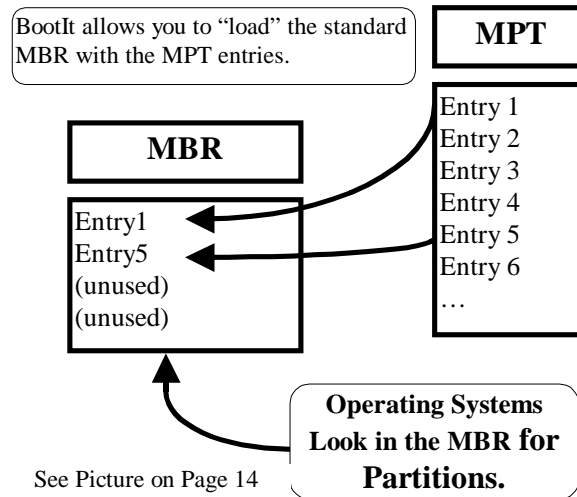 BootIt allows you to “load” the standard
MBR with the MPT entries.
MPT
Entry 1
Entry 2
Entry 3
Entry 4
Entry 5
Entry 6
…
MBR
Entry1
Entry5
(unused)
(unused)
Operating Systems
Look in the MBR for
Partitions.
See Picture on Page 14